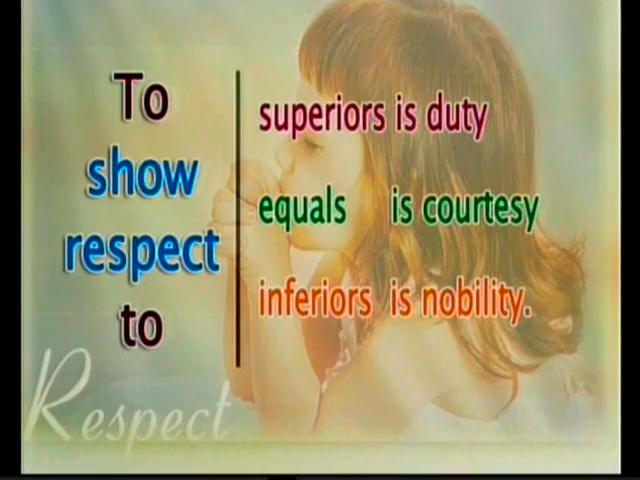 To
show
respect
to
superiors is duty
equals is courtesy
inferiors is nobility.
Respect